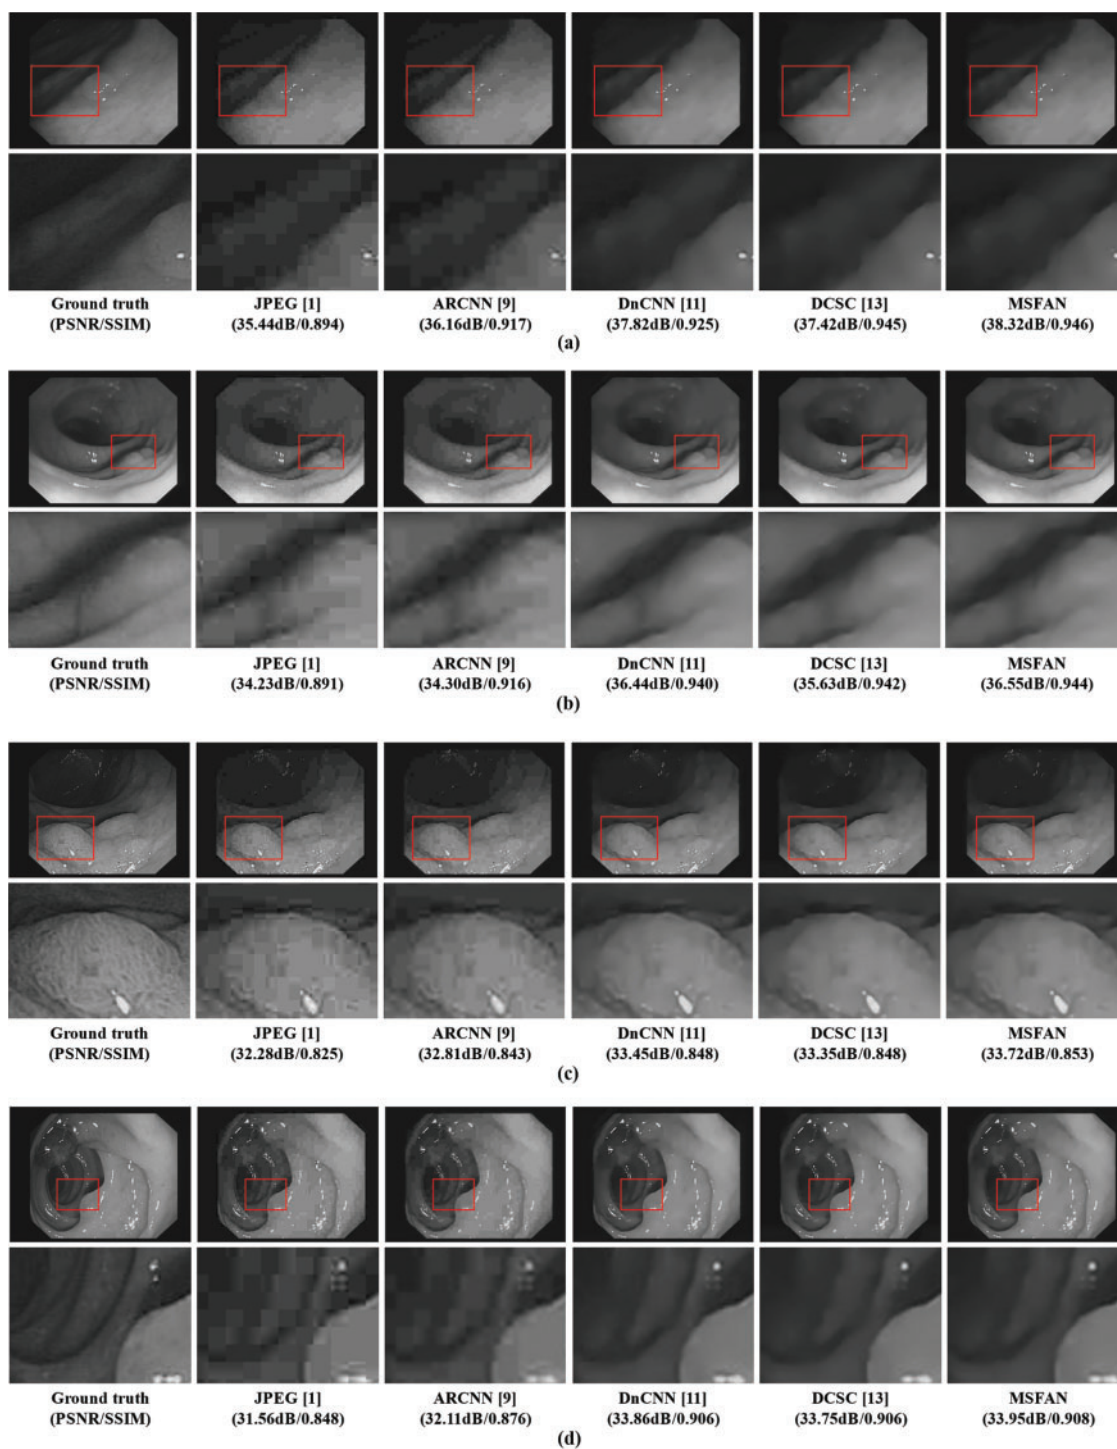 Ground truth JPEG [1] ARCNN [9] DnCNN [11] DCSC [13] MSFAN
(PSNR/SSIM) (35.44dB/0.894) (36.16dB/0.917) (37.82dB/0.925) (37.42dB/0.945) (38.32dB/0.946)
(a)
Ground truth JPEG [1] ARCNN [9] DnCNN [11] DCSC [13] MSFAN
(PSNR/SSIM) (34.23dB/0.891) (34.30dB/0.916) (36.44dB/0.940) (35.63dB/0.942) (36.55dB/0.944)
(b)
Ground truth JPEG [1] ARCNN [9] DnCNN [11] DCSC [13] MSFAN
(PSNR/SSIM) (32.28dB/0.825) (32.81dB/0.843) (33.45dB/0.848) (33.35dB/0.848) (33.72dB/0.853)
(c)
Ground truth JPEG [1] ARCNN [9] DnCNN [11] DCSC [13] MSFAN
(PSNR/SSIM) (31.56dB/0.848) (32.11dB/0.876) (33.86dB/0.906) (33.75dB/0.906) (33.95dB/0.908)
(d)